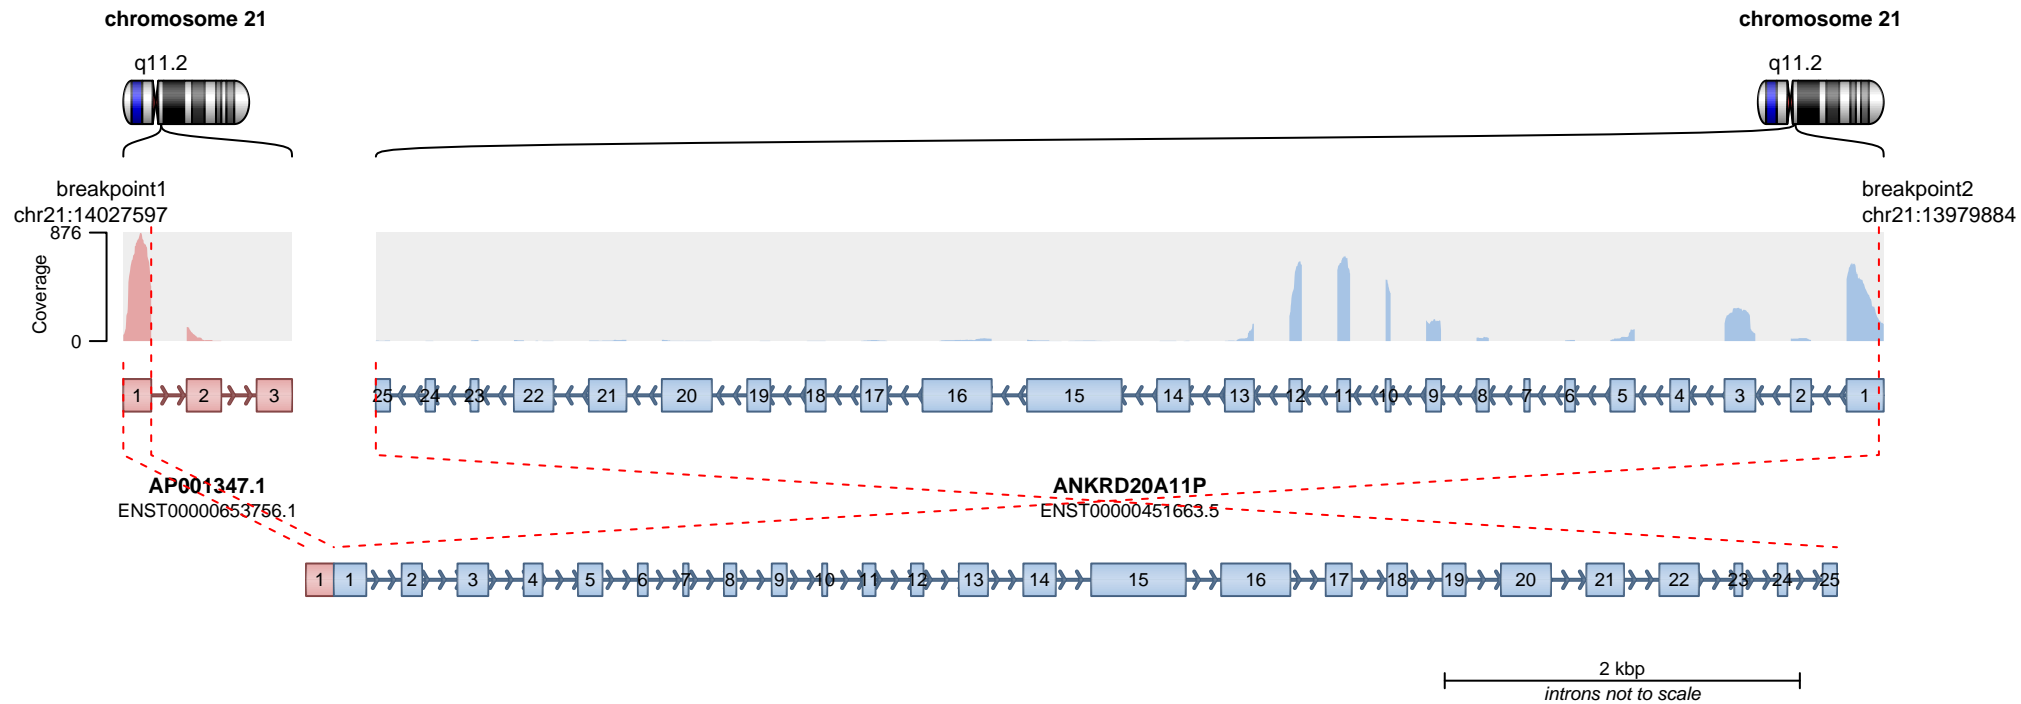 chromosome 21 chromosome 21
q11.2 q11.2
breakpoint1 breakpoint2
chr21:14027597 chr21:13979884
876
Coverage
0
1 2 3 25 24 23 22 21 20 19 18 17 16 15 14 13 12 11 10 9 8 7 6 5 4 3 2 1
AP001347.1 ANKRD20A11P
ENST00000653756.1 ENST00000451663.5
1 1 2 3 4 5 6 7 8 9 10 11 12 13 14 15 16 17 18 19 20 21 22 23 24 25
2 kbp
introns not to scale